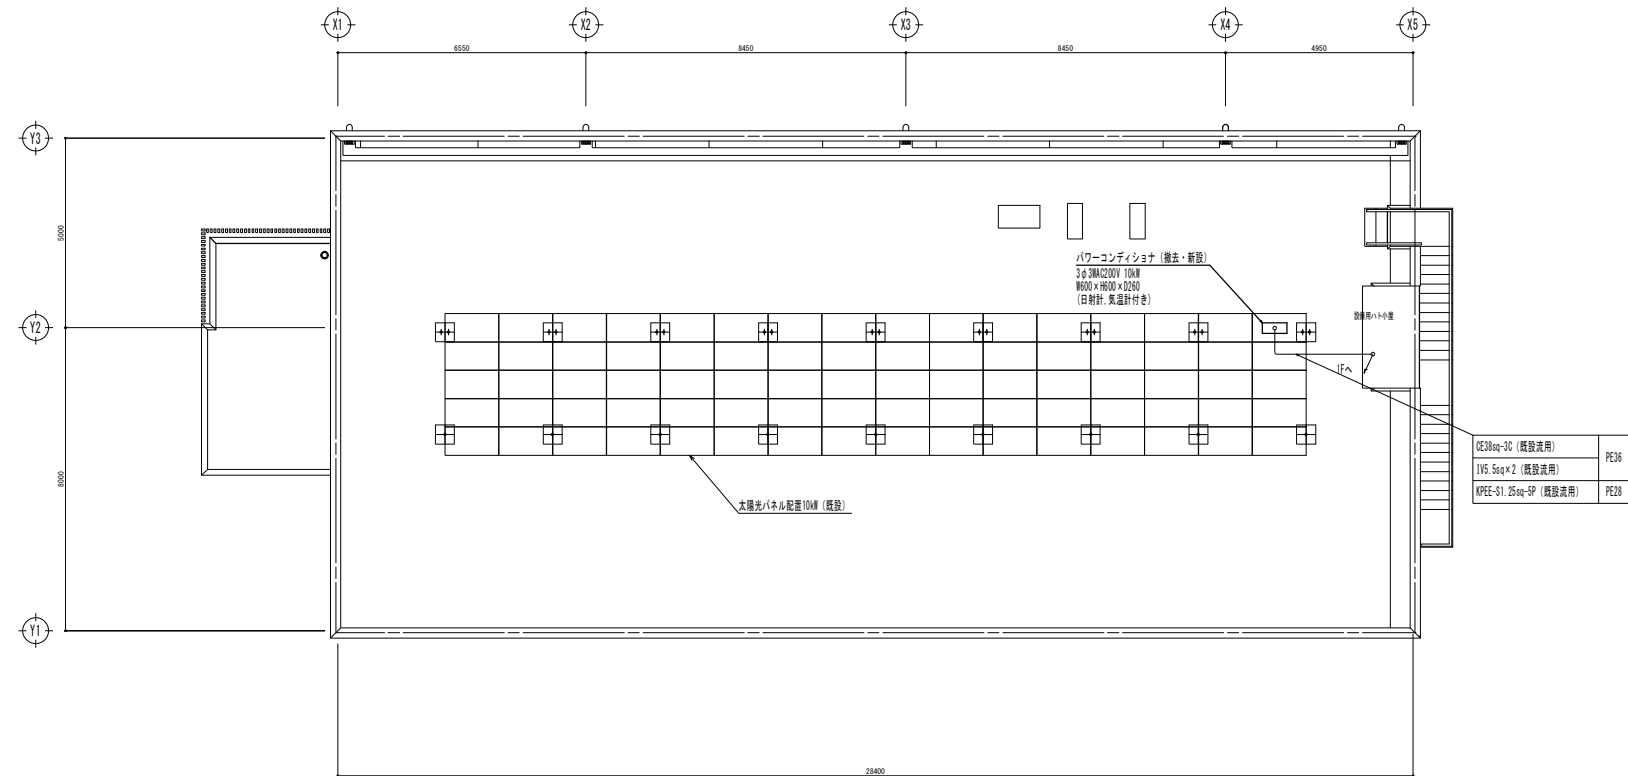 X1
X2
X3
X4
X5
6550
8450
8450
4950
Y3
5000
Y2
8000
Y1
パワーコンディショナ（撤去・新設）
3φ3WAC200V 10kW
W600×H600×D260
（日射計、気温計付き）
設備用ハト小屋
1Fへ
CE38sq-3C（既設流用）
PE36
IV5.5sq×2（既設流用）
KPEE-S1.25sq-5P（既設流用）
PE28
太陽光パネル配置10kW（既設）
28400